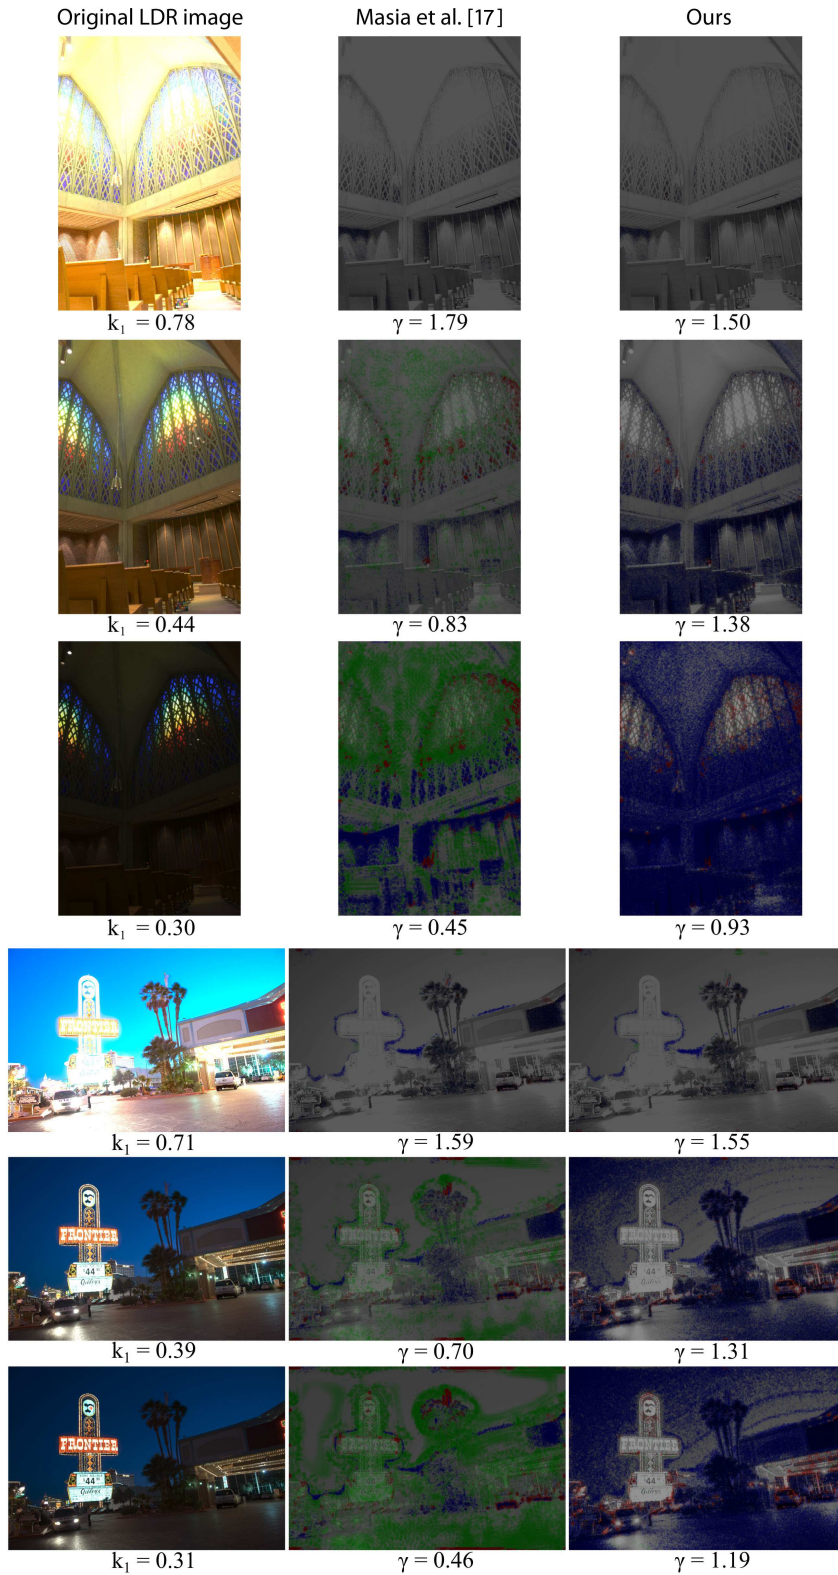 Original LDR image Masia et al. [17] Ours
k₁ = 0.78 γ = 1.79 γ = 1.50
k₁ = 0.44 γ = 0.83 γ = 1.38
k₁ = 0.30 γ = 0.45 γ = 0.93
FRONTIER
k₁ = 0.71 γ = 1.59 γ = 1.55
FRONTIER
44
k₁ = 0.39 γ = 0.70 γ = 1.31
FRONTIER
44
k₁ = 0.31 γ = 0.46 γ = 1.19